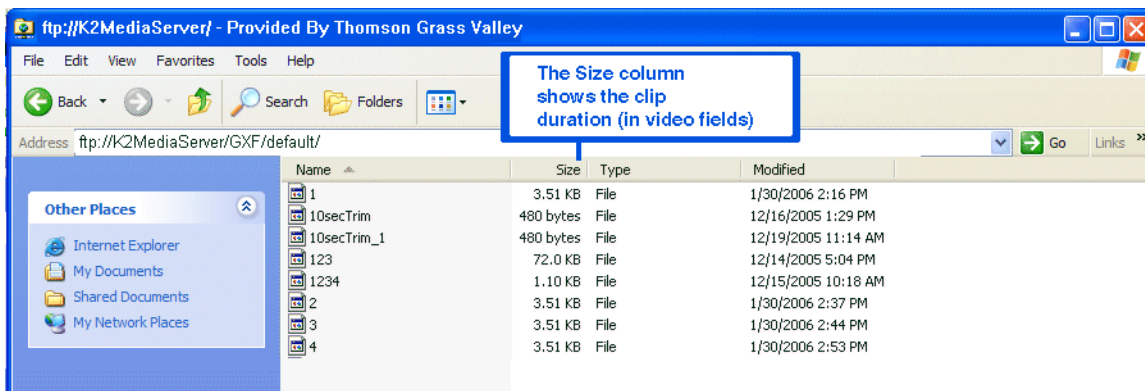 ftp://K2MediaServer/ - Provided By Thomson Grass Valley
File Edit View Favorites Tools Help
The Size column
shows the clip
duration (in video fields)
Back Search Folders
Address ftp://K2MediaServer/GXF/default/ Go Links »
Name Size Type Modified
Other Places
Internet Explorer
My Documents
Shared Documents
My Network Places
1 3.51 KB File 1/30/2006 2:16 PM
10secTrim 480 bytes File 12/16/2005 1:29 PM
10secTrim_1 480 bytes File 12/19/2005 11:14 AM
123 72.0 KB File 12/14/2005 5:04 PM
1234 1.10 KB File 12/15/2005 10:18 AM
2 3.51 KB File 1/30/2006 2:37 PM
3 3.51 KB File 1/30/2006 2:44 PM
4 3.51 KB File 1/30/2006 2:53 PM